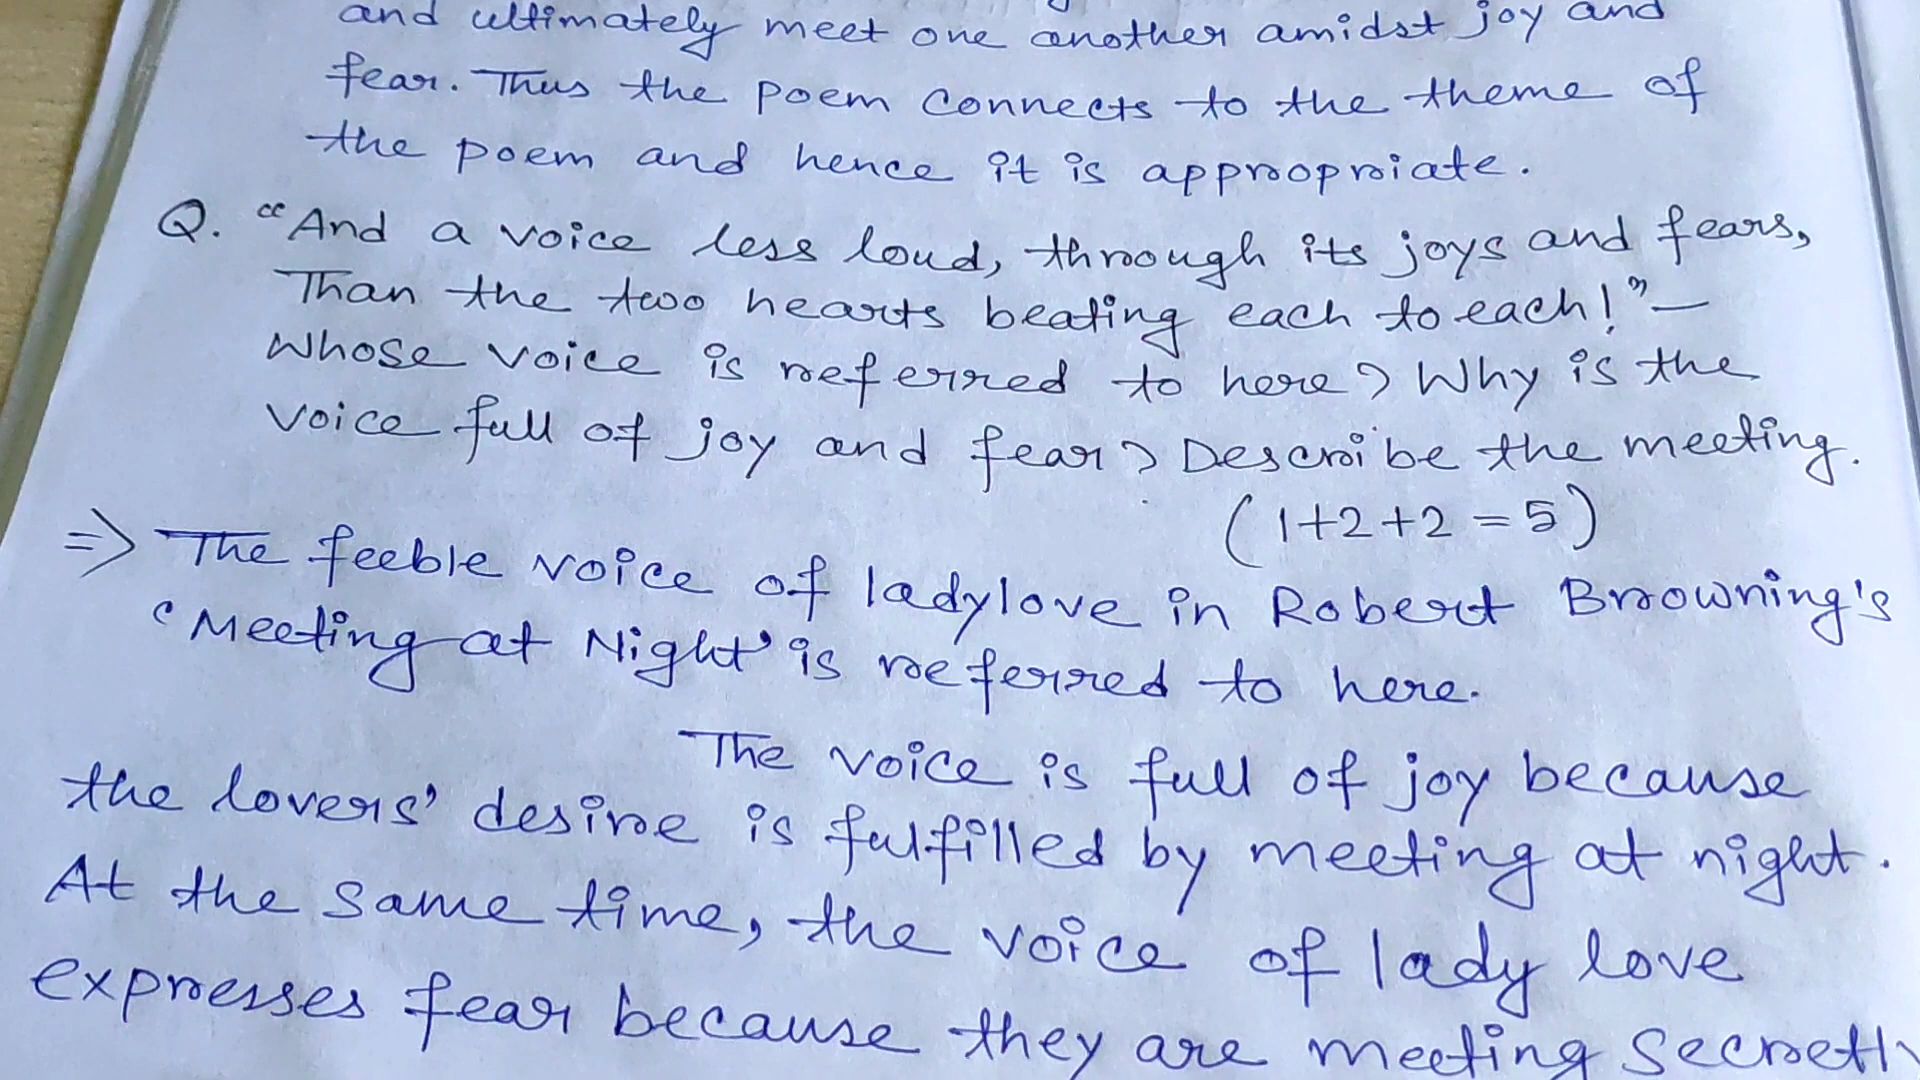 and ultimately meet one another amidst joy and
fear. Thus the poem connects to the theme of
the poem and hence it is appropriate.
Q. "And a voice less loud, through its joys and fears,
Than the two hearts beating each to each!" —
Whose voice is referred to here? Why is the
voice full of joy and fear? Describe the meeting.
(1+2+2=5)
⇒ The feeble voice of ladylove in Robert Browning's
'Meeting at Night' is referred to here.
The voice is full of joy because
the lovers' desire is fulfilled by meeting at night.
At the same time, the voice of lady love
expresses fear because they are meeting secretly